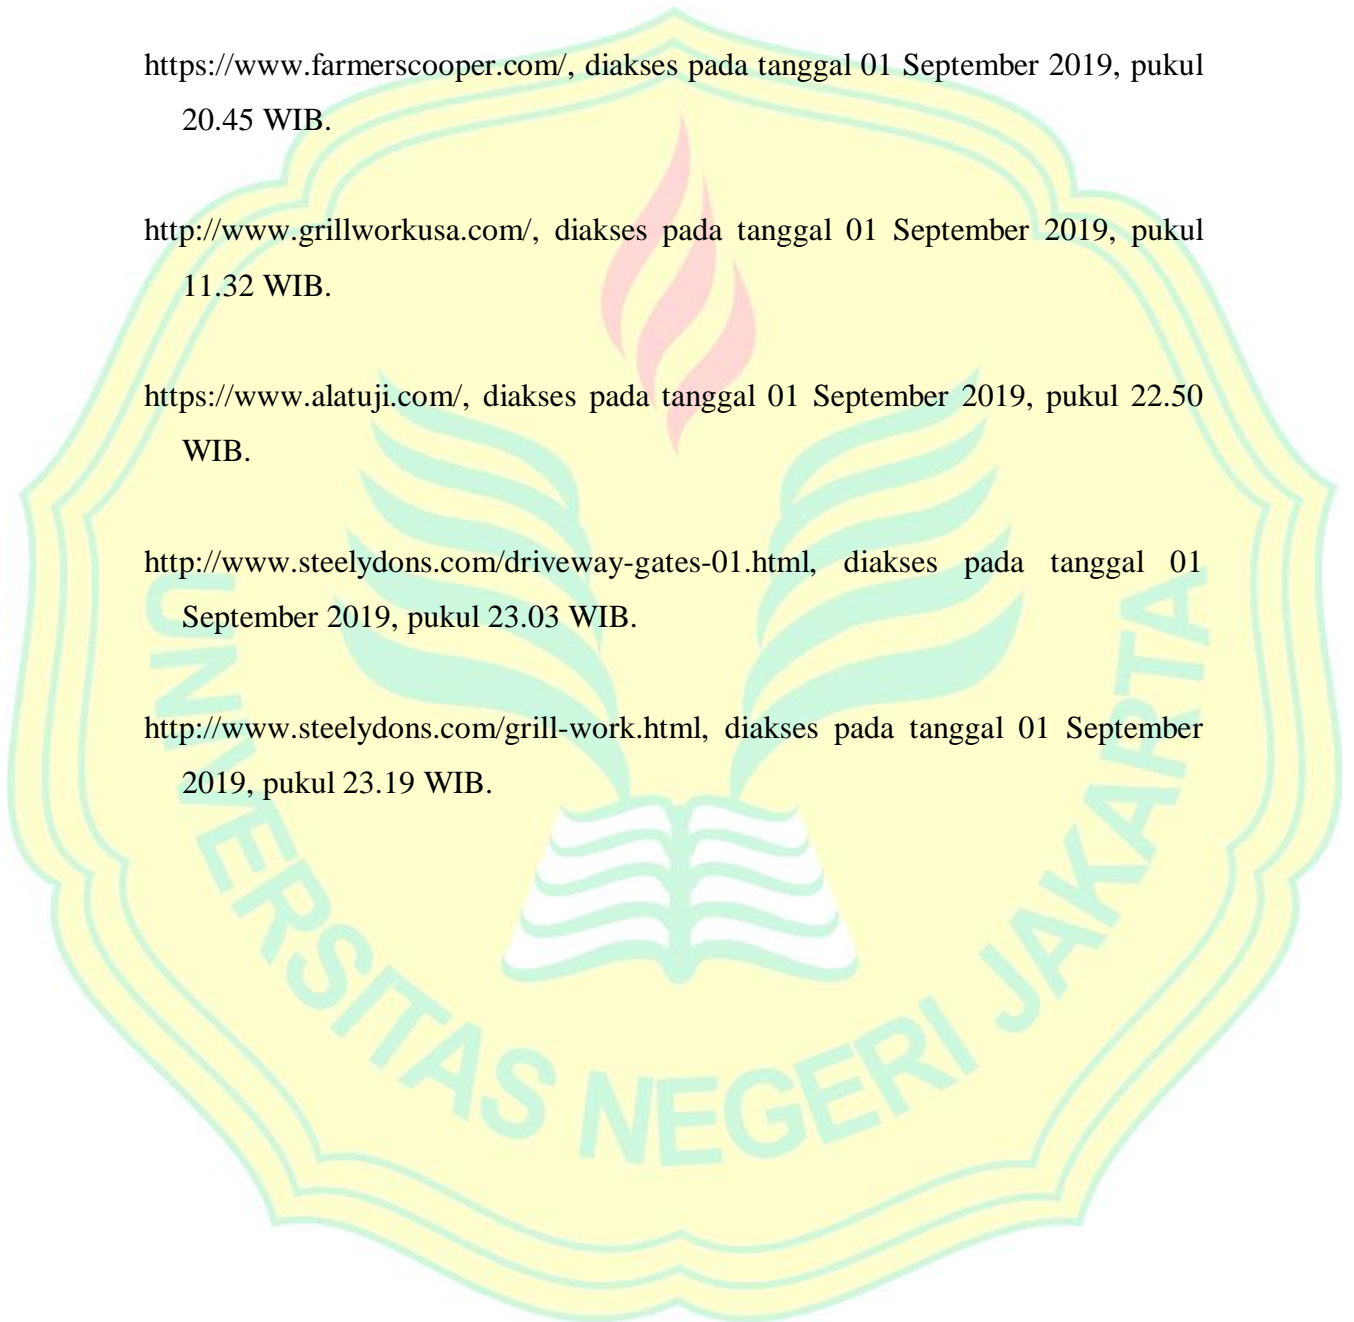 https://www.farmerscooper.com/, diakses pada tanggal 01 September 2019, pukul
20.45 WIB.
http://www.grillworkusa.com/, diakses pada tanggal 01 September 2019, pukul
11.32 WIB.
https://www.alatuji.com/, diakses pada tanggal 01 September 2019, pukul 22.50
WIB.
http://www.steelydons.com/driveway-gates-01.html, diakses pada tanggal 01
September 2019, pukul 23.03 WIB.
http://www.steelydons.com/grill-work.html, diakses pada tanggal 01 September
2019, pukul 23.19 WIB.
UNIVERSITAS NEGERI JAKARTA